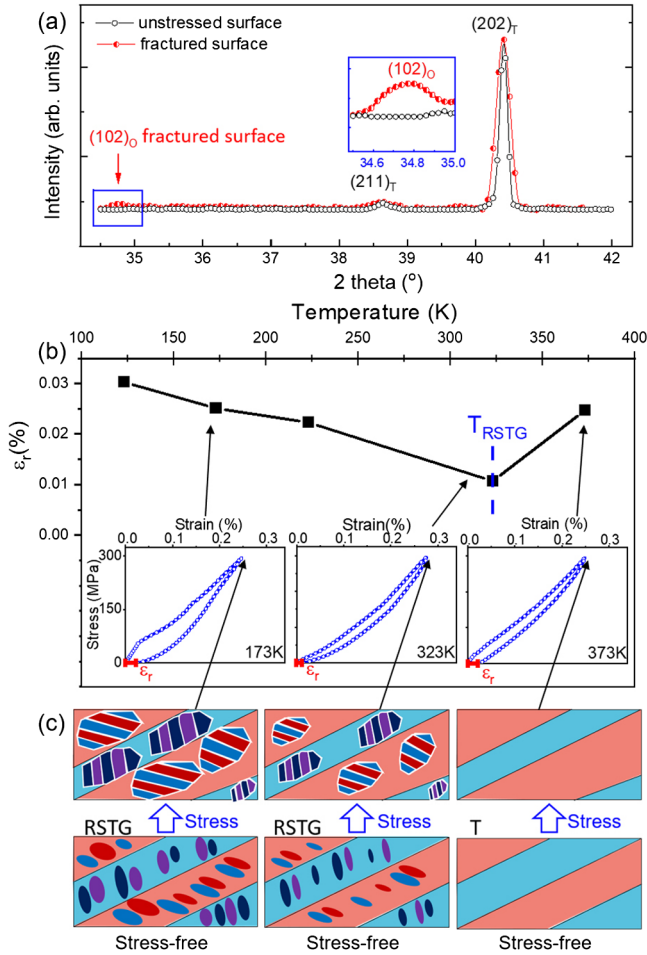 (a)
unstressed surface
fractured surface
(202)T
(102)O
34.6 34.8 35.0
(102)O fractured surface
(211)T
Intensity (arb. units)
35 36 37 38 39 40 41 42
2 theta (°)
Temperature (K)
100 150 200 250 300 350 400
(b)
0.03
0.02
0.01
0.00
εr(%)
TRSTG
Strain (%) Strain(%) Strain (%)
0.0 0.1 0.2 0.3 0.0 0.1 0.2 0.3 0.0 0.1 0.2 0.3
Stress (MPa)
300
150
0
173K 323K 373K
εr εr εr
(c)
RSTG Stress RSTG Stress T Stress
Stress-free Stress-free Stress-free